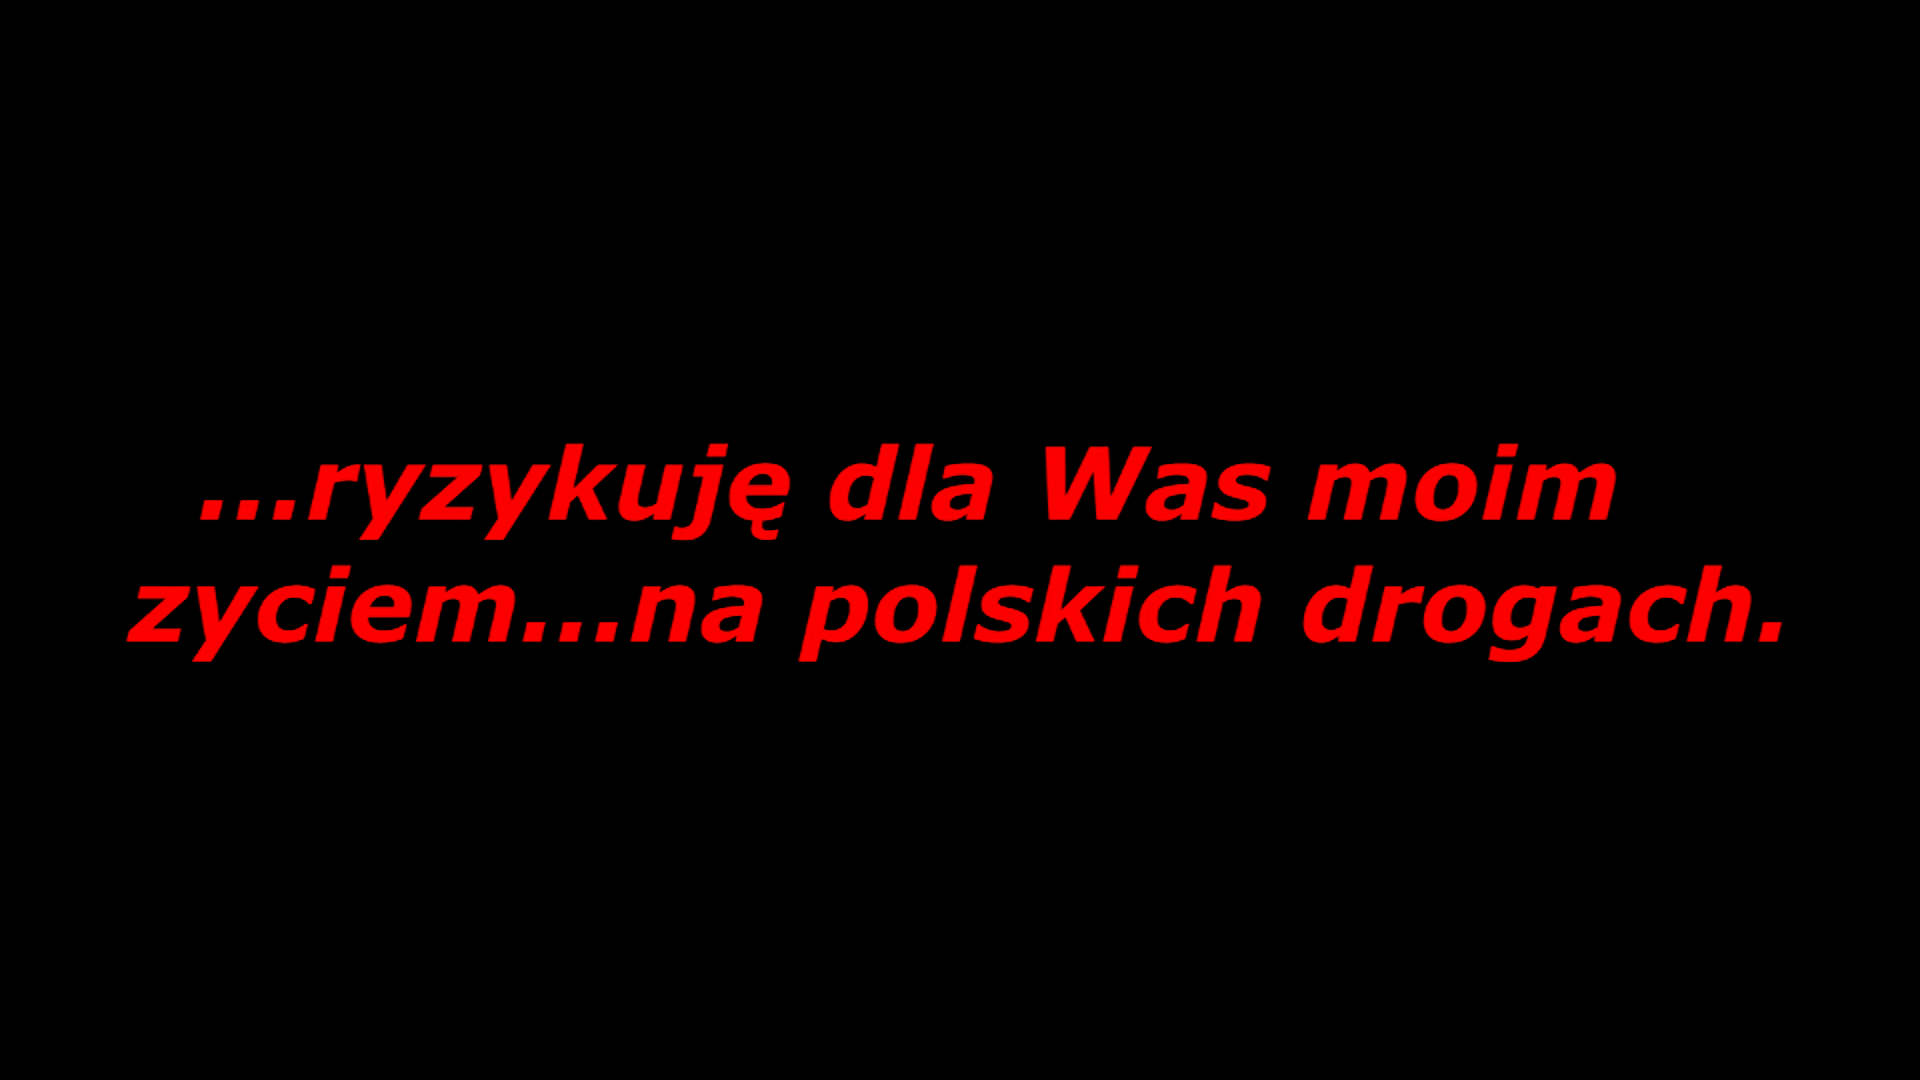 ...ryzykuję dla Was moim
zyciem...na polskich drogach.